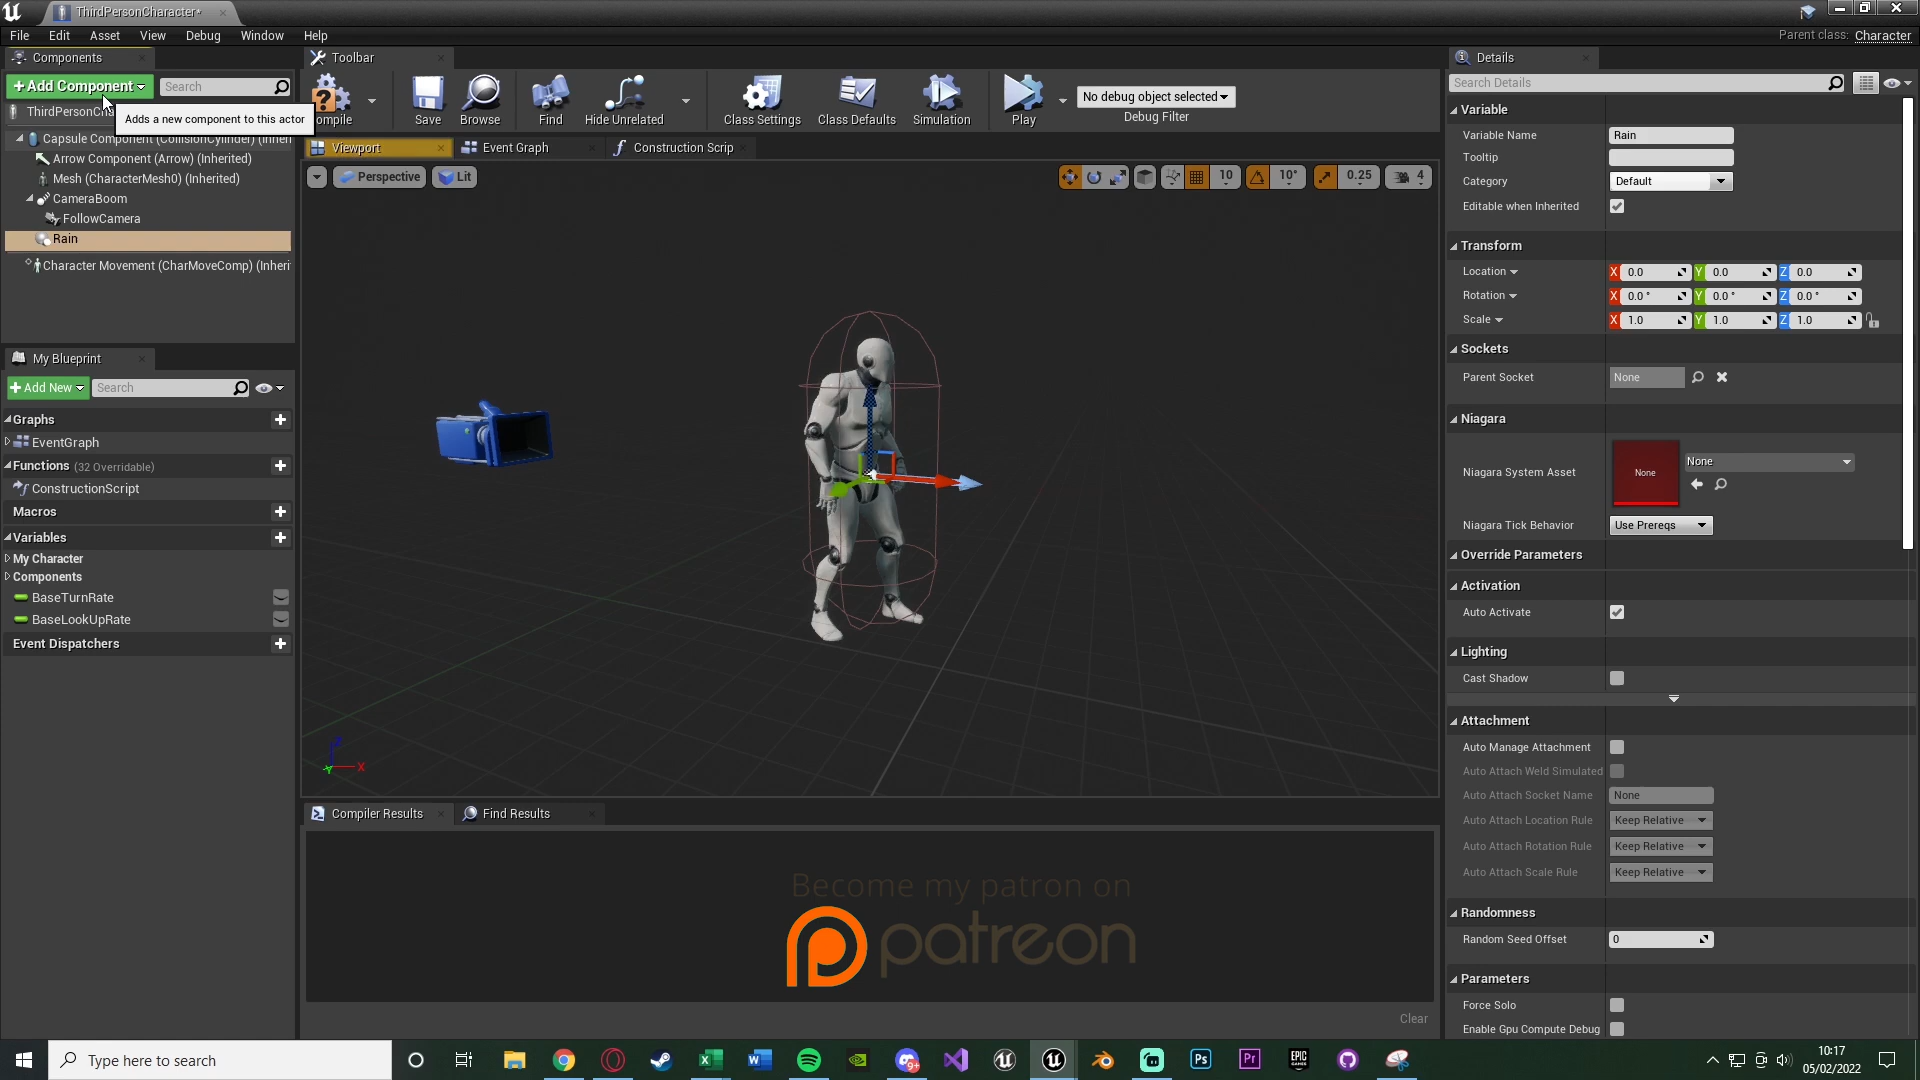 ThirdPersonCharacter*
File Edit Asset View Debug Window Help
Parent class: Character
Components
Toolbar
Details
+ Add Component
Search
Search Details
ThirdPersonCha
Adds a new component to this actor
ompile
Save
Browse
Find
Hide Unrelated
Class Settings
Class Defaults
Simulation
Play
No debug object selected
Debug Filter
Capsule Component (CollisionCylinder) (Inheri
Arrow Component (Arrow) (Inherited)
Mesh (CharacterMesh0) (Inherited)
CameraBoom
FollowCamera
Rain
Character Movement (CharMoveComp) (Inheri
Viewport
Event Graph
Construction Scrip
Perspective
Lit
10
10°
0.25
4
My Blueprint
+ Add New
Search
Graphs
EventGraph
Functions (32 Overridable)
ConstructionScript
Macros
Variables
My Character
Components
BaseTurnRate
BaseLookUpRate
Event Dispatchers
Z
X
Y
Variable
Variable Name Rain
Tooltip
Category Default
Editable when Inherited
Transform
Location X 0.0 Y 0.0 Z 0.0
Rotation X 0.0 ° Y 0.0 ° Z 0.0 °
Scale X 1.0 Y 1.0 Z 1.0
Sockets
Parent Socket None
Niagara
Niagara System Asset None None
Niagara Tick Behavior Use Prereqs
Override Parameters
Activation
Auto Activate
Lighting
Cast Shadow
Attachment
Auto Manage Attachment
Auto Attach Weld Simulated
Auto Attach Socket Name None
Auto Attach Location Rule Keep Relative
Auto Attach Rotation Rule Keep Relative
Auto Attach Scale Rule Keep Relative
Randomness
Random Seed Offset 0
Parameters
Force Solo
Enable Gpu Compute Debug
Compiler Results
Find Results
Become my patron on
patreon
Clear
Type here to search
Ps
Pr
EPIC GAMES
10:17
05/02/2022